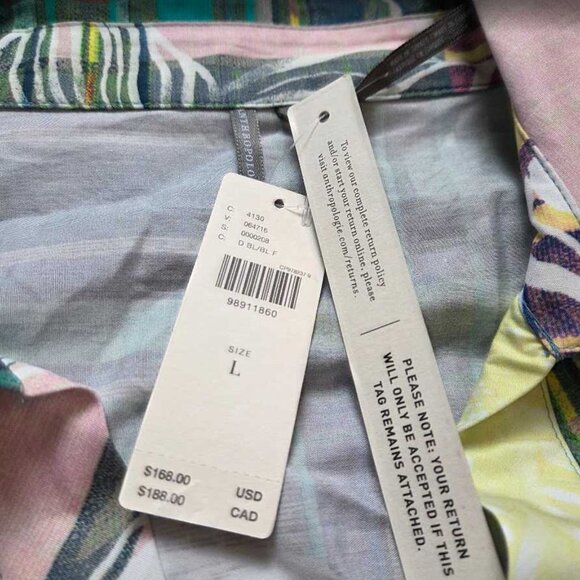 ANTHROPOLO
C: 4130
V: 064716
S: 0000208
C: D BL/BL F
98911860
SIZE
L
$168.00 USD
$188.00 CAD
To view our complete return policy
and/or start your return online, please
visit anthropologie.com/returns.
PLEASE NOTE: YOUR RETURN
WILL ONLY BE ACCEPTED IF THIS
TAG REMAINS ATTACHED.